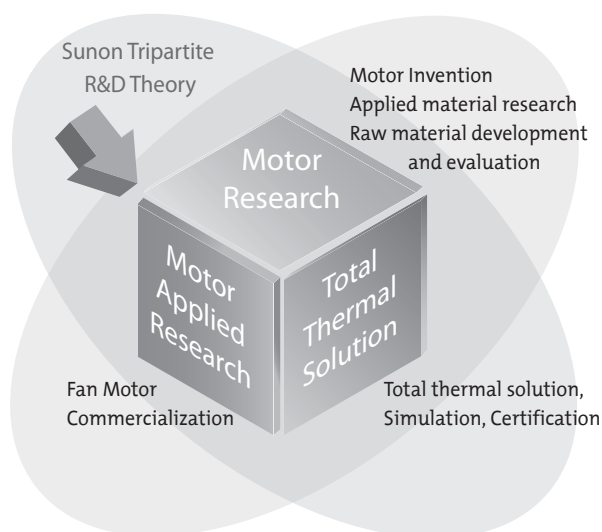 Sunon Tripartite
R&D Theory
Motor Invention
Applied material research
Raw material development
and evaluation
Motor
Research
Motor
Applied
Research
Total
Thermal
Solution
Fan Motor
Commercialization
Total thermal solution,
Simulation, Certification